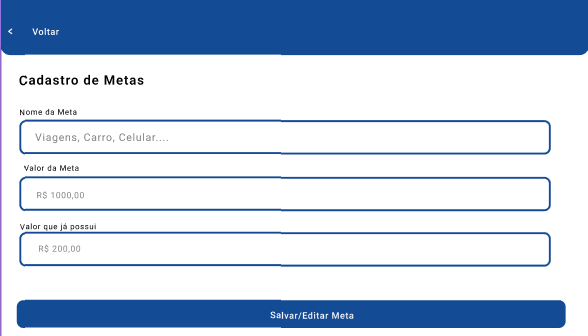 < Voltar
Cadastro de Metas
Nome da Meta
Viagens, Carro, Celular....
Valor da Meta
R$ 1000,00
Valor que já possui
R$ 200,00
Salvar/Editar Meta